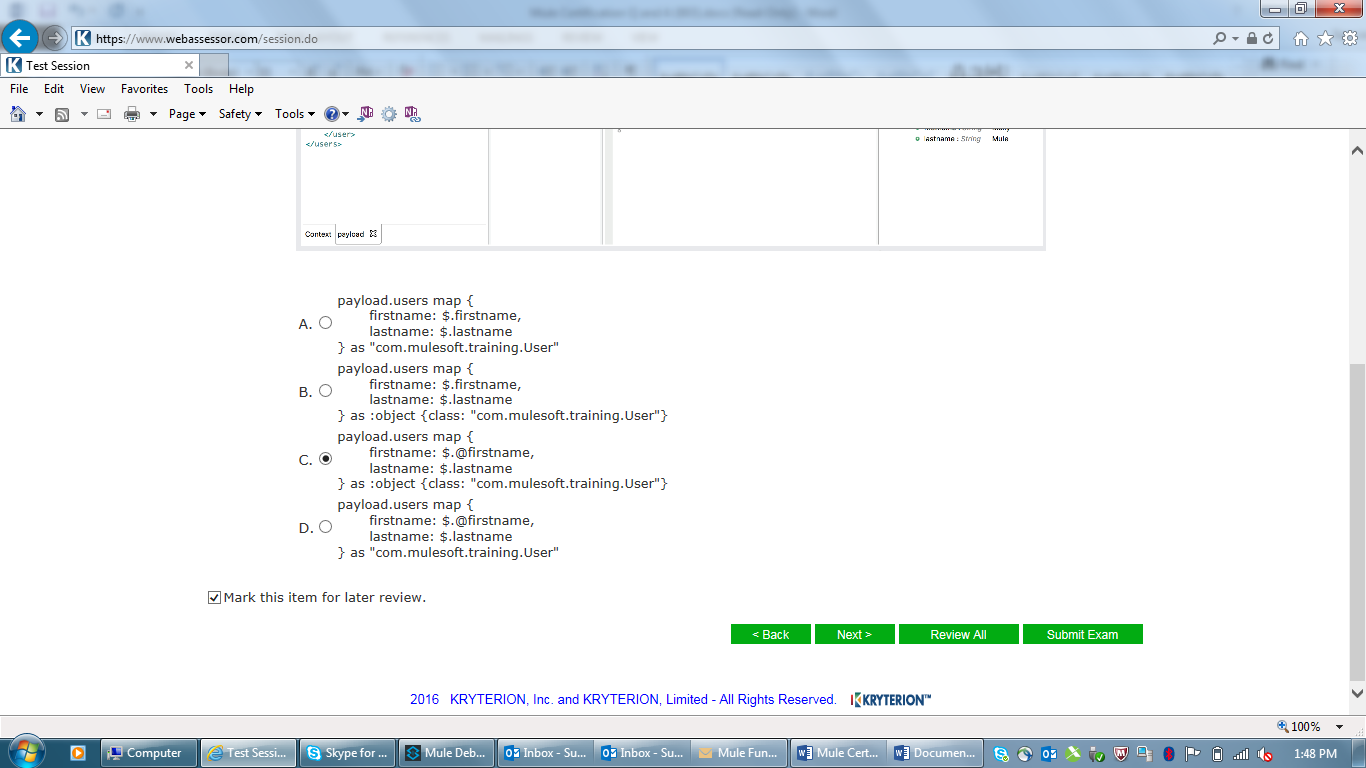 https://www.webassessor.com/session.do
Test Session
File Edit View Favorites Tools Help
Page Safety Tools
</user>
</users>
lastname : String Mule
Context payload
payload.users map {
firstname: $.firstname,
A. lastname: $.lastname
} as "com.mulesoft.training.User"
payload.users map {
firstname: $.firstname,
B. lastname: $.lastname
} as :object {class: "com.mulesoft.training.User"}
payload.users map {
firstname: $.@firstname,
C. lastname: $.lastname
} as :object {class: "com.mulesoft.training.User"}
payload.users map {
firstname: $.@firstname,
D. lastname: $.lastname
} as "com.mulesoft.training.User"
Mark this item for later review.
< Back Next > Review All Submit Exam
2016 KRYTERION, Inc. and KRYTERION, Limited - All Rights Reserved. KRYTERION™
100%
Computer Test Sessi... Skype for ... Mule Deb... Inbox - Su... Inbox - Su... Mule Fun... Mule Cert... Documen... 1:48 PM